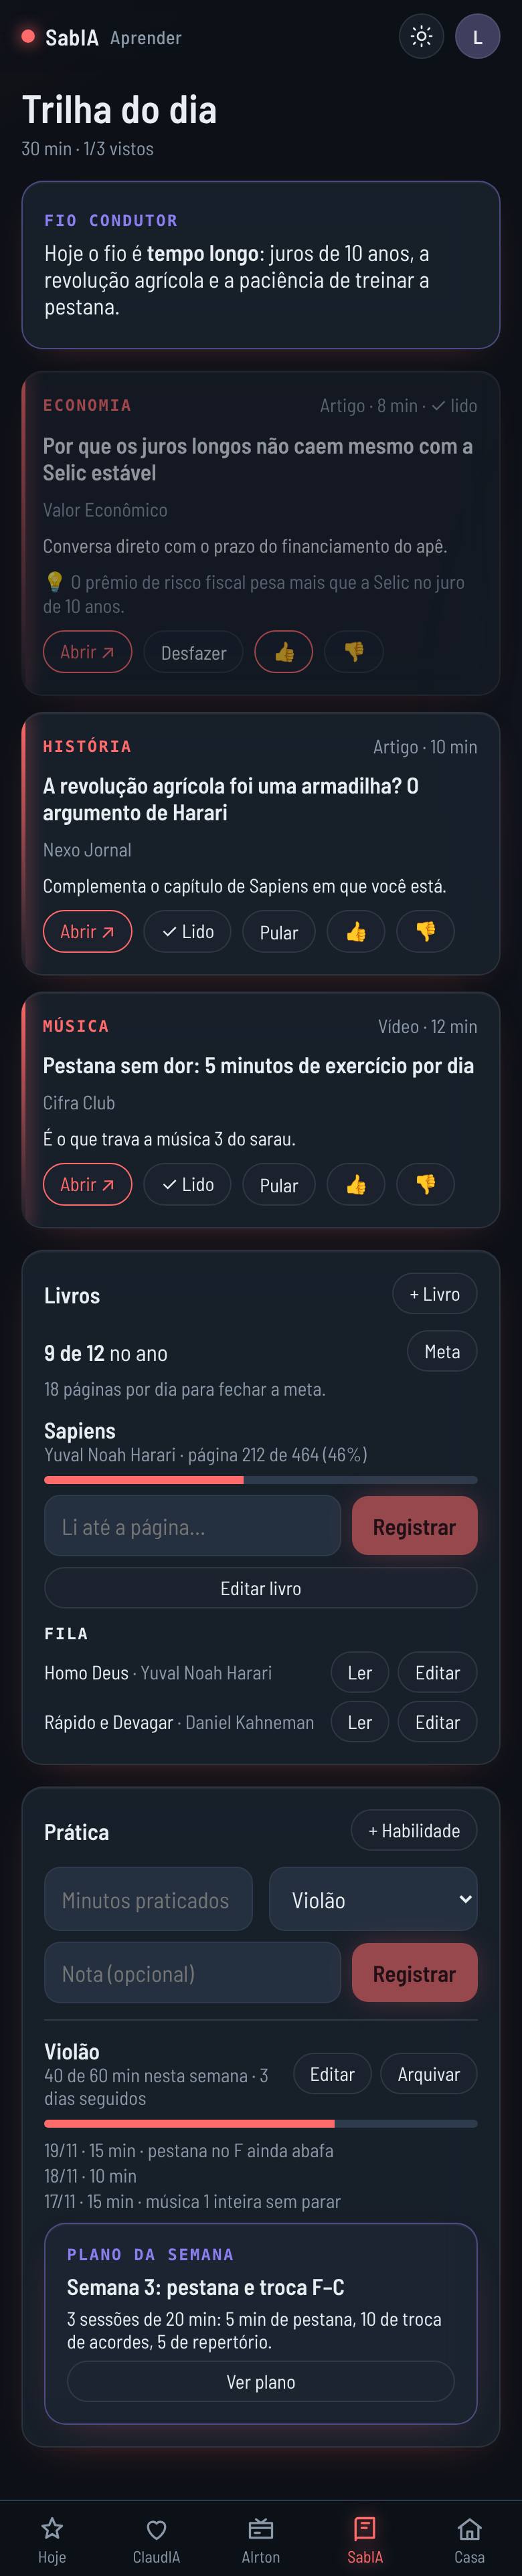 SabIA Aprender
L
Trilha do dia
30 min · 1/3 vistos
FIO CONDUTOR
Hoje o fio é tempo longo: juros de 10 anos, a
revolução agrícola e a paciência de treinar a
pestana.
ECONOMIA
Artigo · 8 min · ✓ lido
Por que os juros longos não caem mesmo com a
Selic estável
Valor Econômico
Conversa direto com o prazo do financiamento do apê.
💡 O prêmio de risco fiscal pesa mais que a Selic no juro
de 10 anos.
Abrir ↗ Desfazer 👍 👎
HISTÓRIA
Artigo · 10 min
A revolução agrícola foi uma armadilha? O
argumento de Harari
Nexo Jornal
Complementa o capítulo de Sapiens em que você está.
Abrir ↗ ✓ Lido Pular 👍 👎
MÚSICA
Vídeo · 12 min
Pestana sem dor: 5 minutos de exercício por dia
Cifra Club
É o que trava a música 3 do sarau.
Abrir ↗ ✓ Lido Pular 👍 👎
Livros
+ Livro
9 de 12 no ano
Meta
18 páginas por dia para fechar a meta.
Sapiens
Yuval Noah Harari · página 212 de 464 (46%)
Li até a página...
Registrar
Editar livro
FILA
Homo Deus · Yuval Noah Harari Ler Editar
Rápido e Devagar · Daniel Kahneman Ler Editar
Prática
+ Habilidade
Minutos praticados
Violão
Nota (opcional)
Registrar
Violão
40 de 60 min nesta semana · 3
dias seguidos
Editar Arquivar
19/11 · 15 min · pestana no F ainda abafa
18/11 · 10 min
17/11 · 15 min · música 1 inteira sem parar
PLANO DA SEMANA
Semana 3: pestana e troca F–C
3 sessões de 20 min: 5 min de pestana, 10 de troca
de acordes, 5 de repertório.
Ver plano
Hoje ClaudIA AIrton SabIA Casa